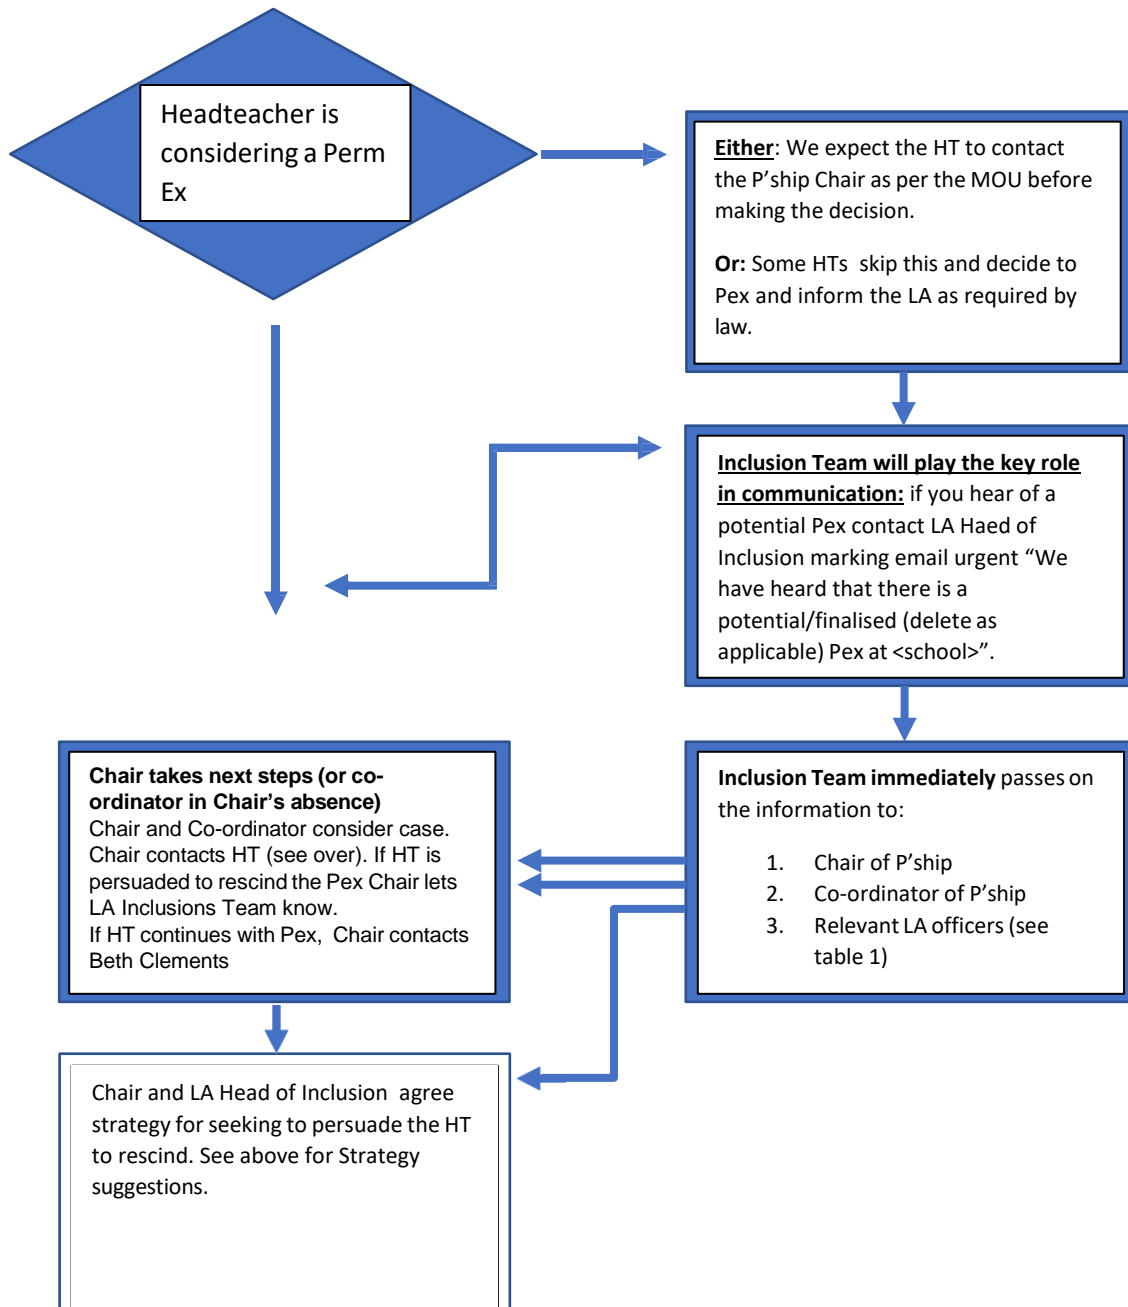 Headteacher is
considering a Perm
Ex
Either: We expect the HT to contact
the P’ship Chair as per the MOU before
making the decision.
Or: Some HTs skip this and decide to
Pex and inform the LA as required by
law.
Inclusion Team will play the key role
in communication: if you hear of a
potential Pex contact LA Haed of
Inclusion marking email urgent “We
have heard that there is a
potential/finalised (delete as
applicable) Pex at <school>”.
Inclusion Team immediately passes on
the information to:
1. Chair of P’ship
2. Co-ordinator of P’ship
3. Relevant LA officers (see
table 1)
Chair takes next steps (or co-
ordinator in Chair’s absence)
Chair and Co-ordinator consider case.
Chair contacts HT (see over). If HT is
persuaded to rescind the Pex Chair lets
LA Inclusions Team know.
If HT continues with Pex, Chair contacts
Beth Clements
Chair and LA Head of Inclusion agree
strategy for seeking to persuade the HT
to rescind. See above for Strategy
suggestions.